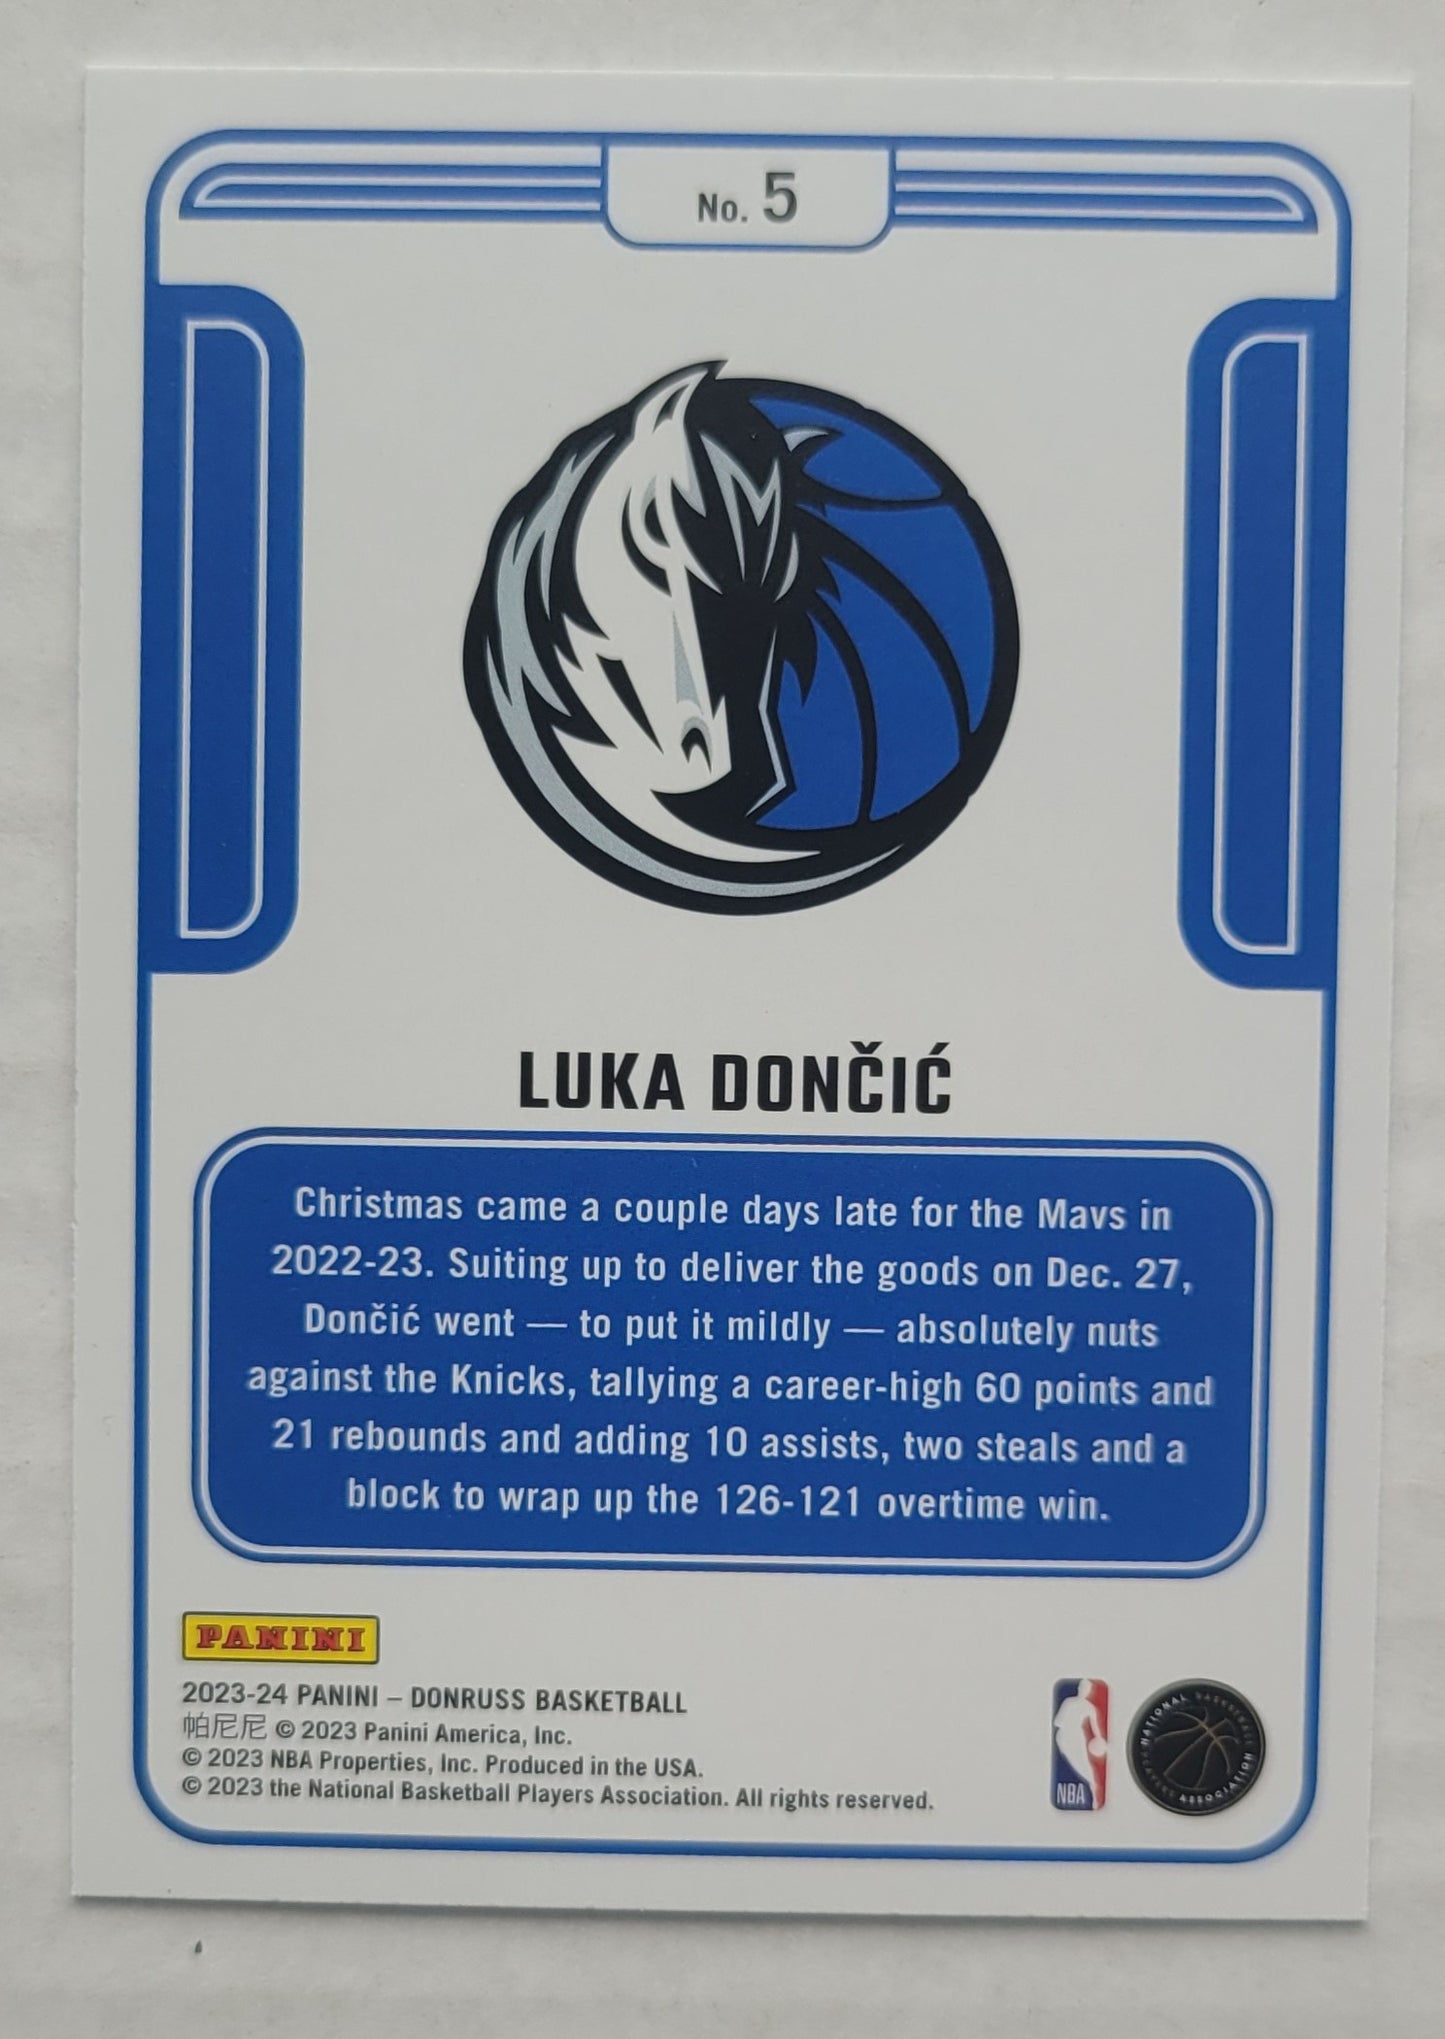 No. 5
LUKA DONČIĆ
Christmas came a couple days late for the Mavs in
2022-23. Suiting up to deliver the goods on Dec. 27,
Dončić went — to put it mildly — absolutely nuts
against the Knicks, tallying a career-high 60 points and
21 rebounds and adding 10 assists, two steals and a
block to wrap up the 126-121 overtime win.
PANINI
2023-24 PANINI – DONRUSS BASKETBALL
帕尼尼 © 2023 Panini America, Inc.
© 2023 NBA Properties, Inc. Produced in the USA.
© 2023 the National Basketball Players Association. All rights reserved.
NBA
NATIONAL BASKETBALL
PLAYERS ASSOCIATION